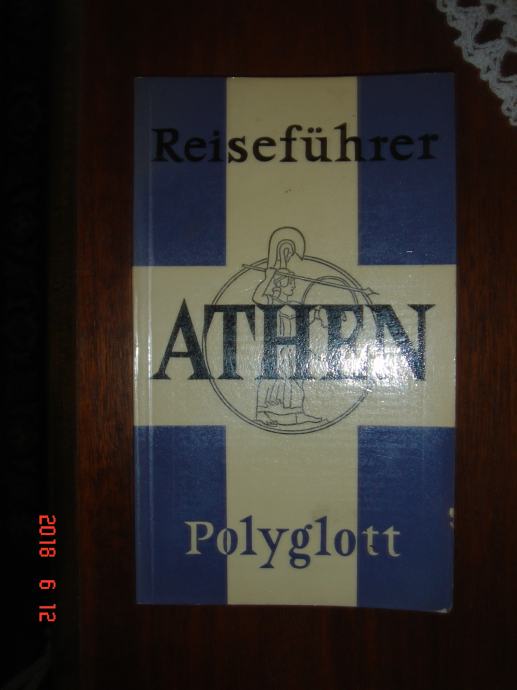 Reiseführer
ATHEN
Polyglott
2018 6 12